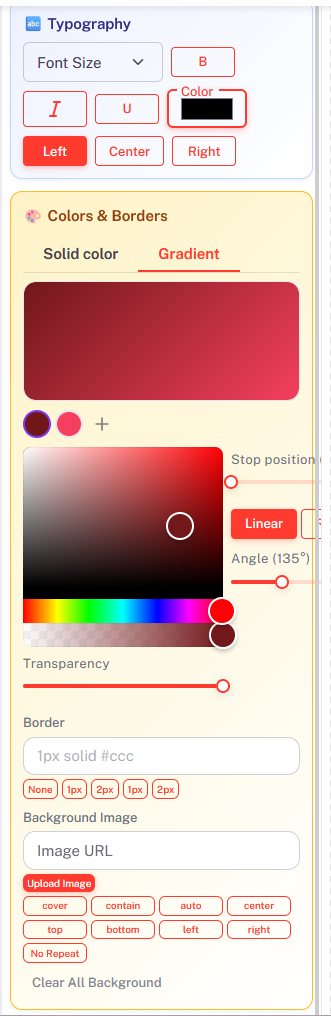 Typography
Font Size
B
I
U
Color
Left
Center
Right
Colors & Borders
Solid color
Gradient
Stop position
Linear
Angle (135°)
Transparency
Border
1px solid #ccc
None
1px
2px
1px
2px
Background Image
Image URL
Upload Image
cover
contain
auto
center
top
bottom
left
right
No Repeat
Clear All Background